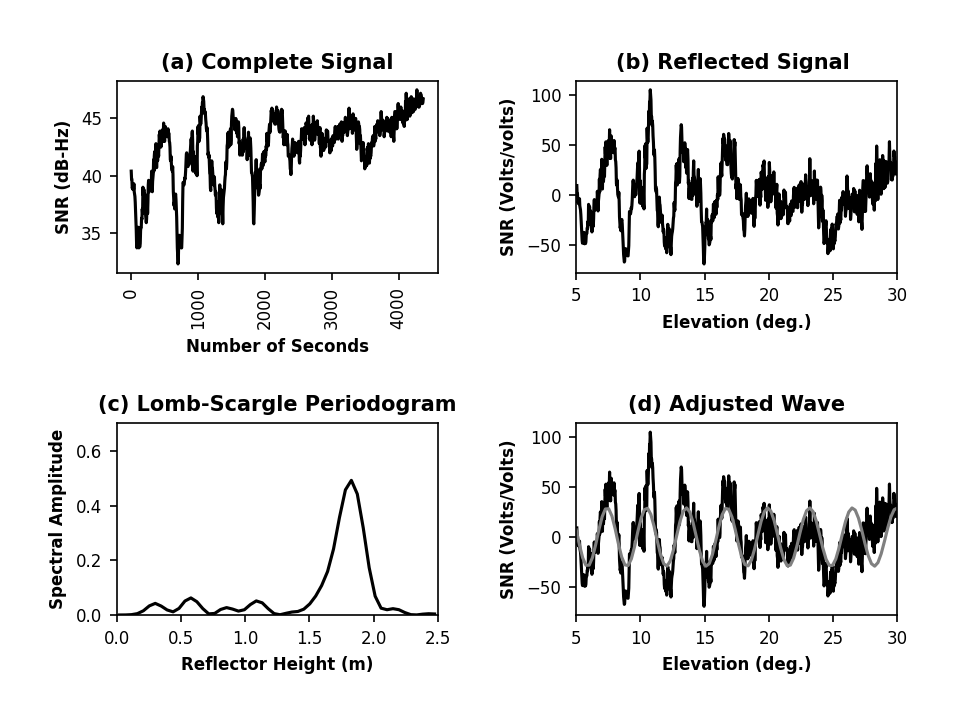 (a) Complete Signal
SNR (dB-Hz)
45
40
35
0
1000
2000
3000
4000
Number of Seconds
(b) Reflected Signal
SNR (Volts/volts)
100
50
0
−50
5 10 15 20 25 30
Elevation (deg.)
(c) Lomb-Scargle Periodogram
Spectral Amplitude
0.6
0.4
0.2
0.0
0.0 0.5 1.0 1.5 2.0 2.5
Reflector Height (m)
(d) Adjusted Wave
SNR (Volts/Volts)
100
50
0
−50
5 10 15 20 25 30
Elevation (deg.)